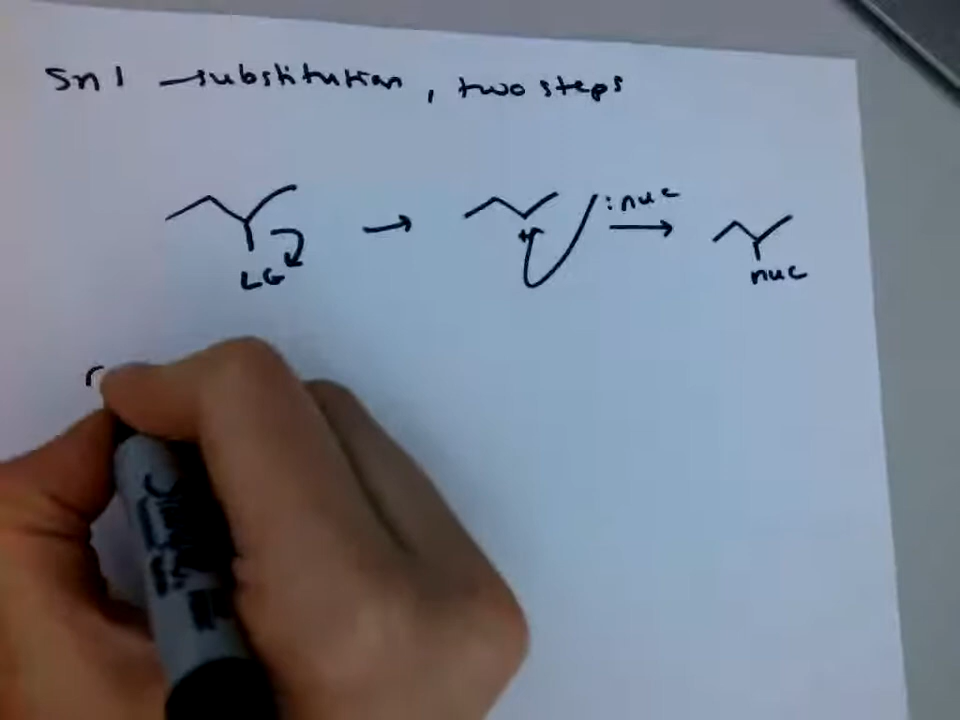 Sn1 — substitution, two steps
:nuc
LG
nuc
r